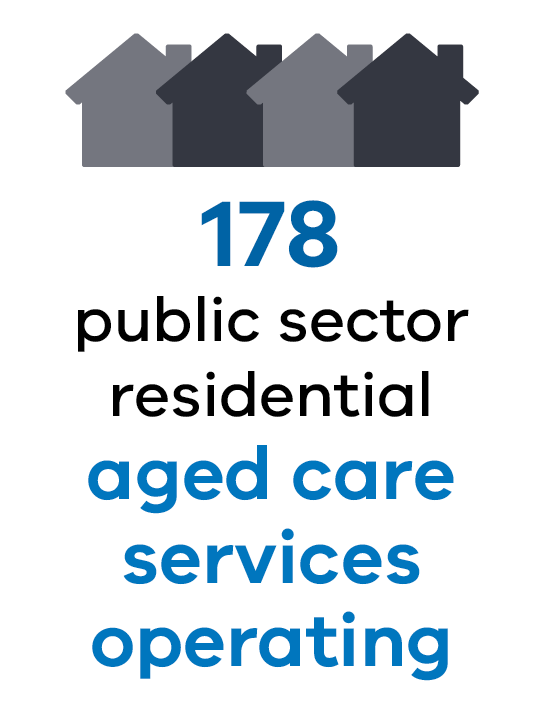 178
public sector
residential
aged care
services
operating